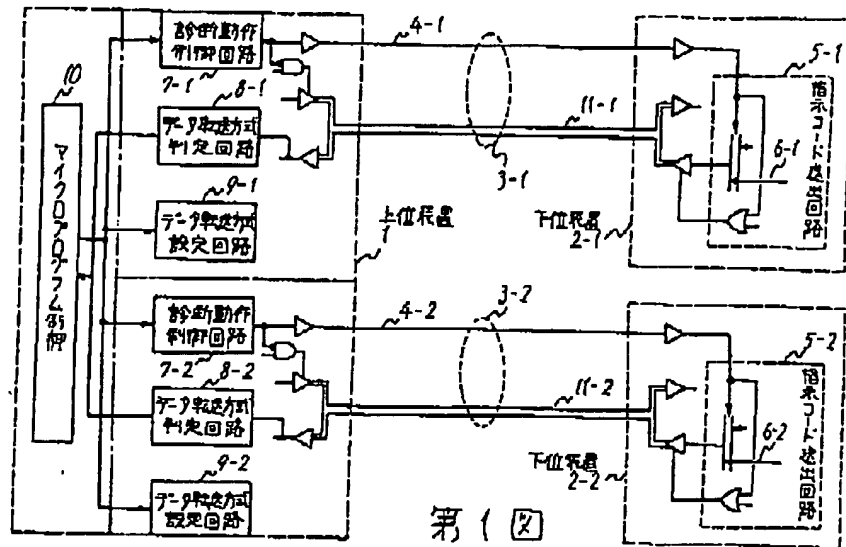 10
マイクロプログラム制御
診断動作
制御回路
7-1
8-1
データ転送方式
判定回路
9-1
データ転送方式
設定回路
上位装置
1
4-1
3-1
11-1
下位装置
2-1
5-1
指示コード送出回路
6-1
診断動作
制御回路
7-2
8-2
データ転送方式
判定回路
9-2
データ転送方式
設定回路
4-2
3-2
11-2
下位装置
2-2
5-2
指示コード送出回路
6-2
第1図